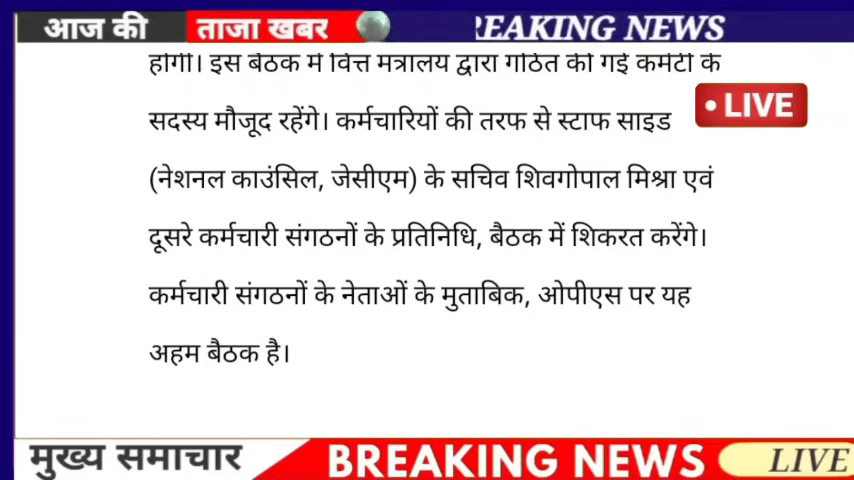 आज की ताजा खबर REAKING NEWS
होगी। इस बैठक में वित्त मंत्रालय द्वारा गठित की गई कमेटी के
सदस्य मौजूद रहेंगे। कर्मचारियों की तरफ से स्टाफ साइड
• LIVE
(नेशनल काउंसिल, जेसीएम) के सचिव शिवगोपाल मिश्रा एवं
दूसरे कर्मचारी संगठनों के प्रतिनिधि, बैठक में शिकरत करेंगे।
कर्मचारी संगठनों के नेताओं के मुताबिक, ओपीएस पर यह
अहम बैठक है।
मुख्य समाचार BREAKING NEWS LIVE